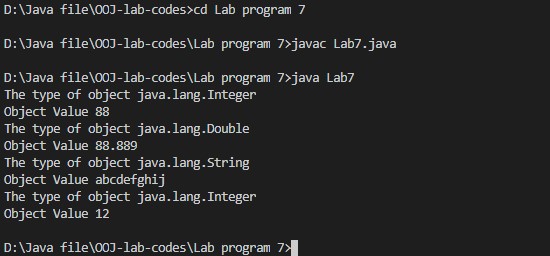 D:\Java file\OOJ-lab-codes>cd Lab program 7
D:\Java file\OOJ-lab-codes\Lab program 7>javac Lab7.java
D:\Java file\OOJ-lab-codes\Lab program 7>java Lab7
The type of object java.lang.Integer
Object Value 88
The type of object java.lang.Double
Object Value 88.889
The type of object java.lang.String
Object Value abcdefghij
The type of object java.lang.Integer
Object Value 12
D:\Java file\OOJ-lab-codes\Lab program 7>